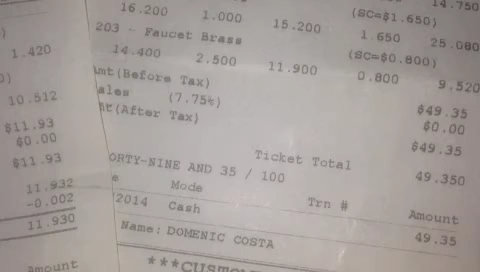 14.750
16.200 1.000 15.200 (SC=$1.650)
1.650 25.080
203 - Faucet Brass
(SC=$0.800)
14.400 2.500 11.900 0.800 9.520
Amt(Before Tax) $49.35
ales (7.75%) $0.00
(After Tax) $49.35
Ticket Total 49.350
ORTY-NINE AND 35 / 100
e Mode Trn # Amount
2014 Cash 49.35
Name: DOMENIC COSTA
***CUSTOM
1.420
10.512
$11.93
$0.00
$11.93
11.932
-0.002
11.930
Amount